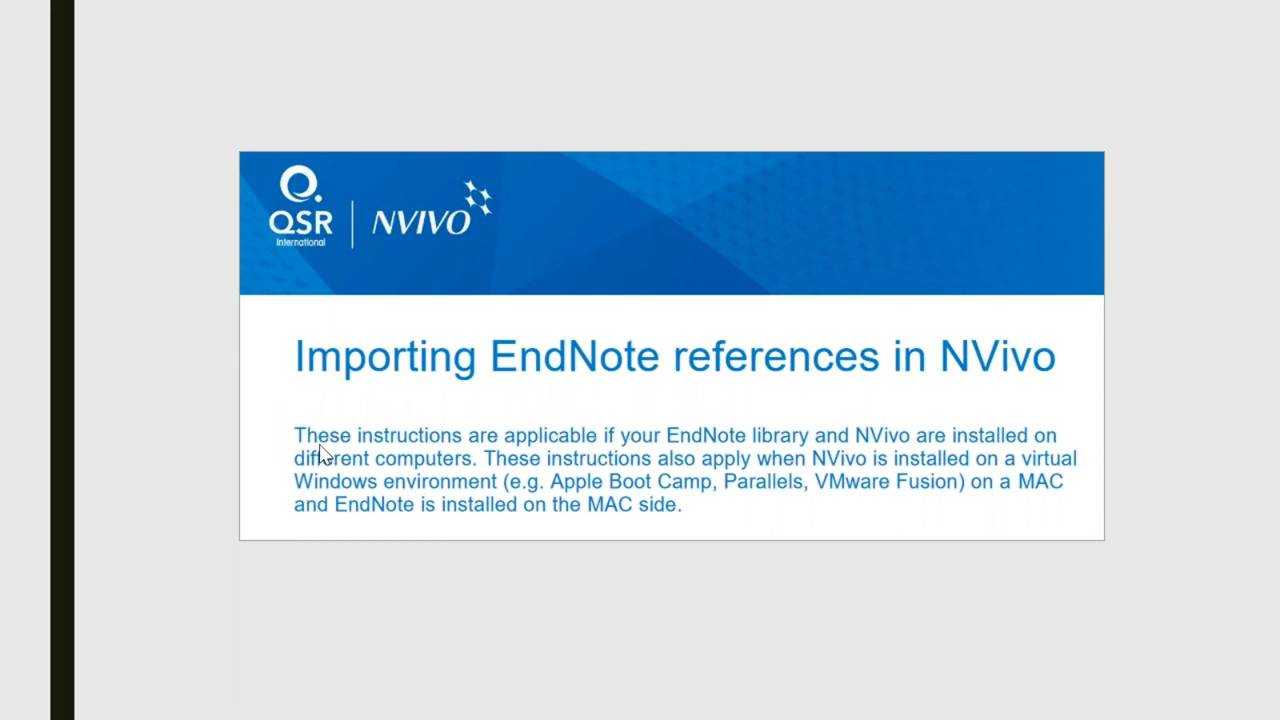 QSR
International
NVIVO
Importing EndNote references in NVivo
These instructions are applicable if your EndNote library and NVivo are installed on
different computers. These instructions also apply when NVivo is installed on a virtual
Windows environment (e.g. Apple Boot Camp, Parallels, VMware Fusion) on a MAC
and EndNote is installed on the MAC side.